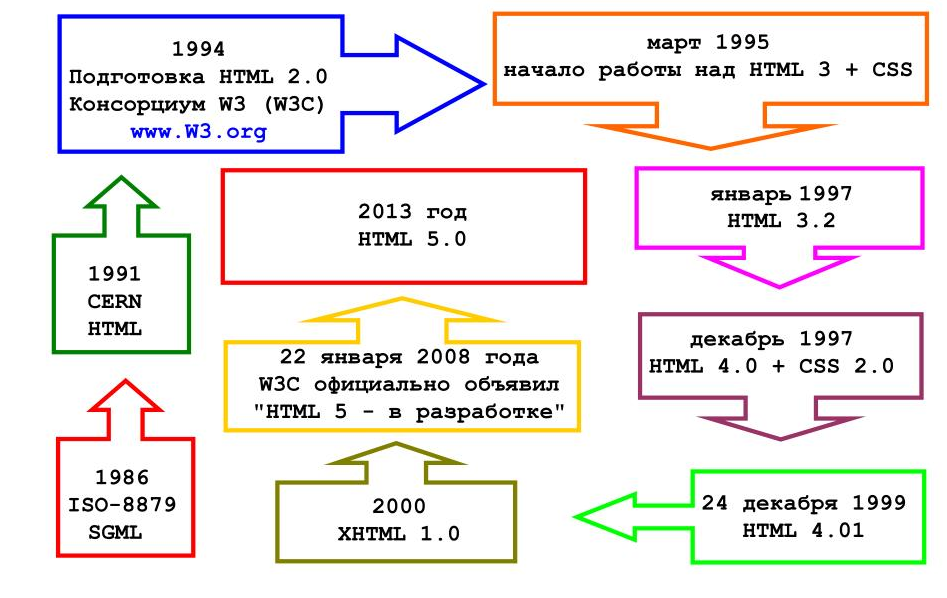 1994
Подготовка HTML 2.0
Консорциум W3 (W3C)
www.W3.org
март 1995
начало работы над HTML 3 + CSS
январь 1997
HTML 3.2
декабрь 1997
HTML 4.0 + CSS 2.0
24 декабря 1999
HTML 4.01
2000
XHTML 1.0
22 января 2008 года
W3C официально объявил
"HTML 5 - в разработке"
2013 год
HTML 5.0
1991
CERN
HTML
1986
ISO-8879
SGML